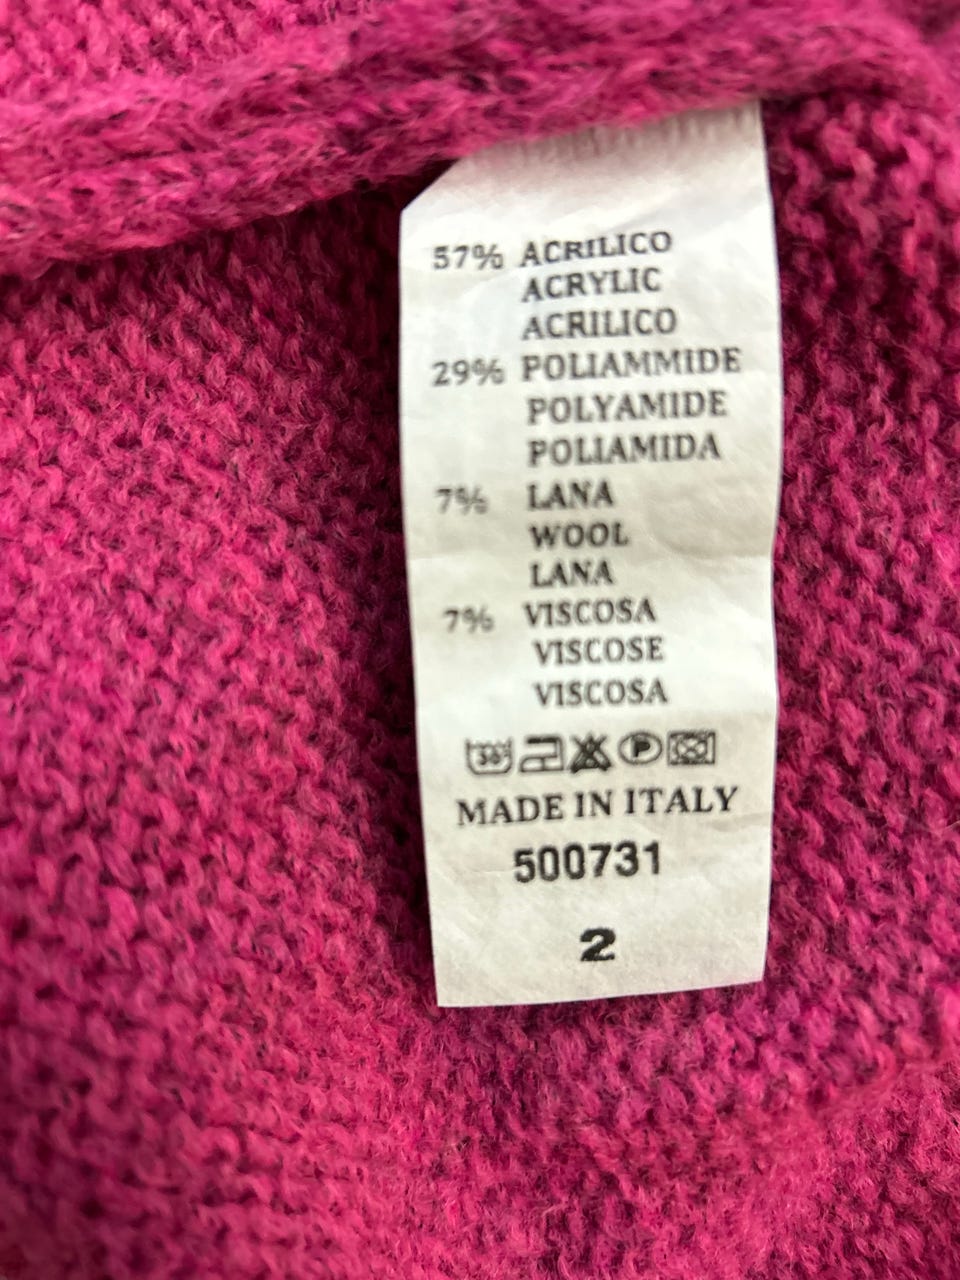 57% ACRILICO
ACRYLIC
ACRILICO
29% POLIAMMIDE
POLYAMIDE
POLIAMIDA
7% LANA
WOOL
LANA
7% VISCOSA
VISCOSE
VISCOSA
30° P
MADE IN ITALY
500731
2